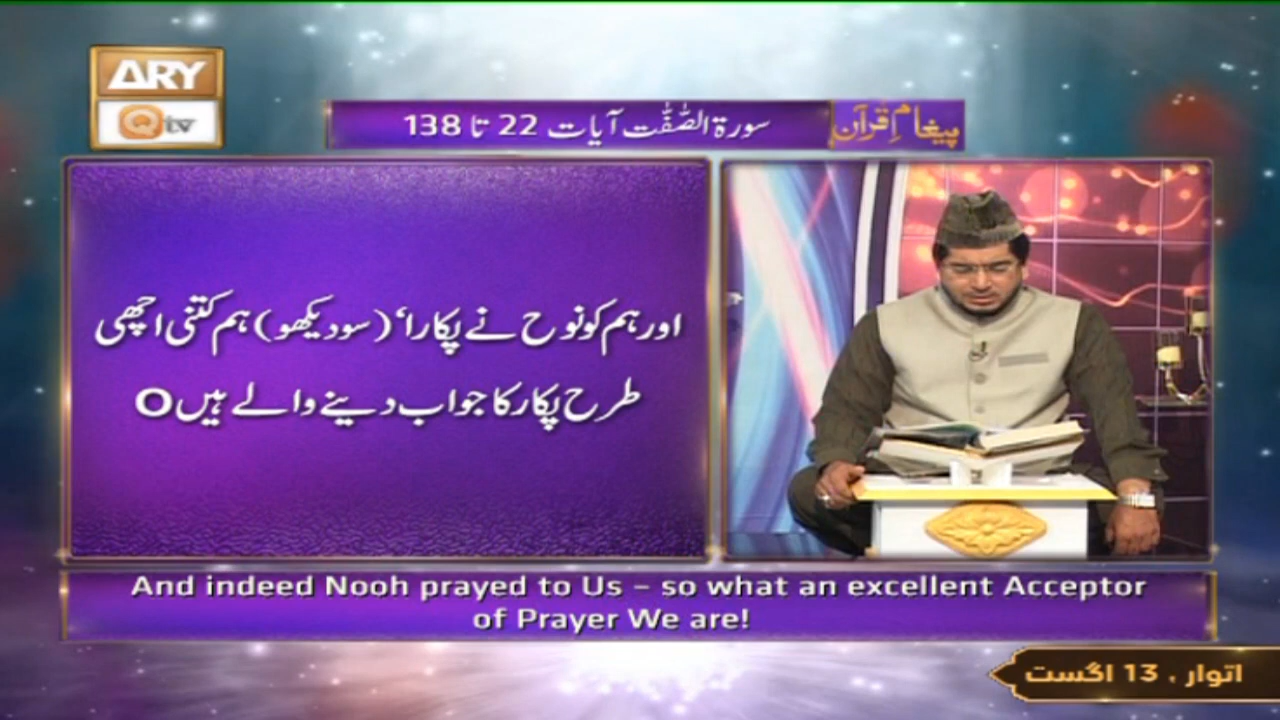 ARY
Qtv
پیغامِ قرآن
سورۃ الصّٰفّٰت آیات 22 تا 138
اور ہم کو نوح نے پکارا‘ (سو دیکھو) ہم کتنی اچھی
طرح پکار کا جواب دینے والے ہیںO
And indeed Nooh prayed to Us – so what an excellent Acceptor
of Prayer We are!
اتوار ، 13 اگست